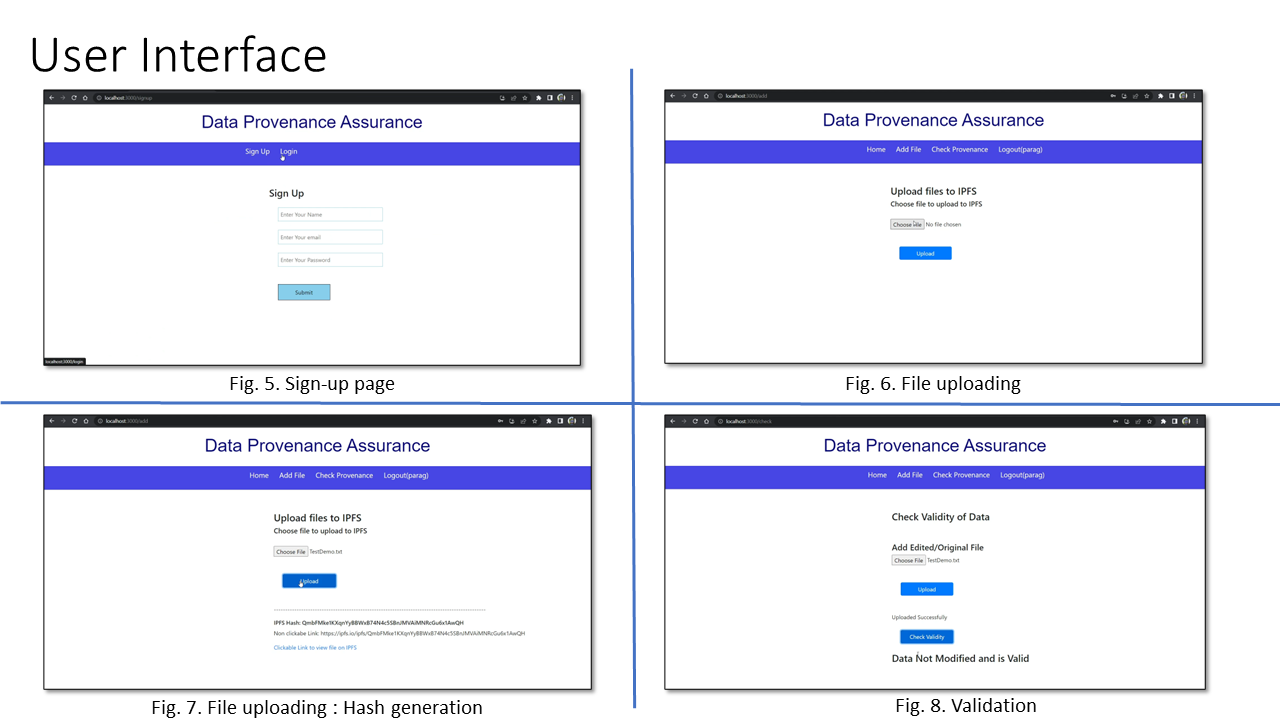 User Interface
localhost:3000/signup
Data Provenance Assurance
Sign Up Login
Sign Up
Enter Your Name
Enter Your email
Enter Your Password
Submit
localhost:3000/login
Fig. 5. Sign-up page
localhost:3000/add
Data Provenance Assurance
Home Add File Check Provenance Logout(parag)
Upload files to IPFS
Choose file to upload to IPFS
Choose File No file chosen
Upload
Fig. 6. File uploading
localhost:3000/add
Data Provenance Assurance
Home Add File Check Provenance Logout(parag)
Upload files to IPFS
Choose file to upload to IPFS
Choose File TestDemo.txt
Upload
IPFS Hash:
Non clickabe Link:
Clickable Link to view file on IPFS
Fig. 7. File uploading : Hash generation
localhost:3000/check
Data Provenance Assurance
Home Add File Check Provenance Logout(parag)
Check Validity of Data
Add Edited/Original File
Choose File TestDemo.txt
Upload
Uploaded Successfully
Check Validity
Data Not Modified and is Valid
Fig. 8. Validation